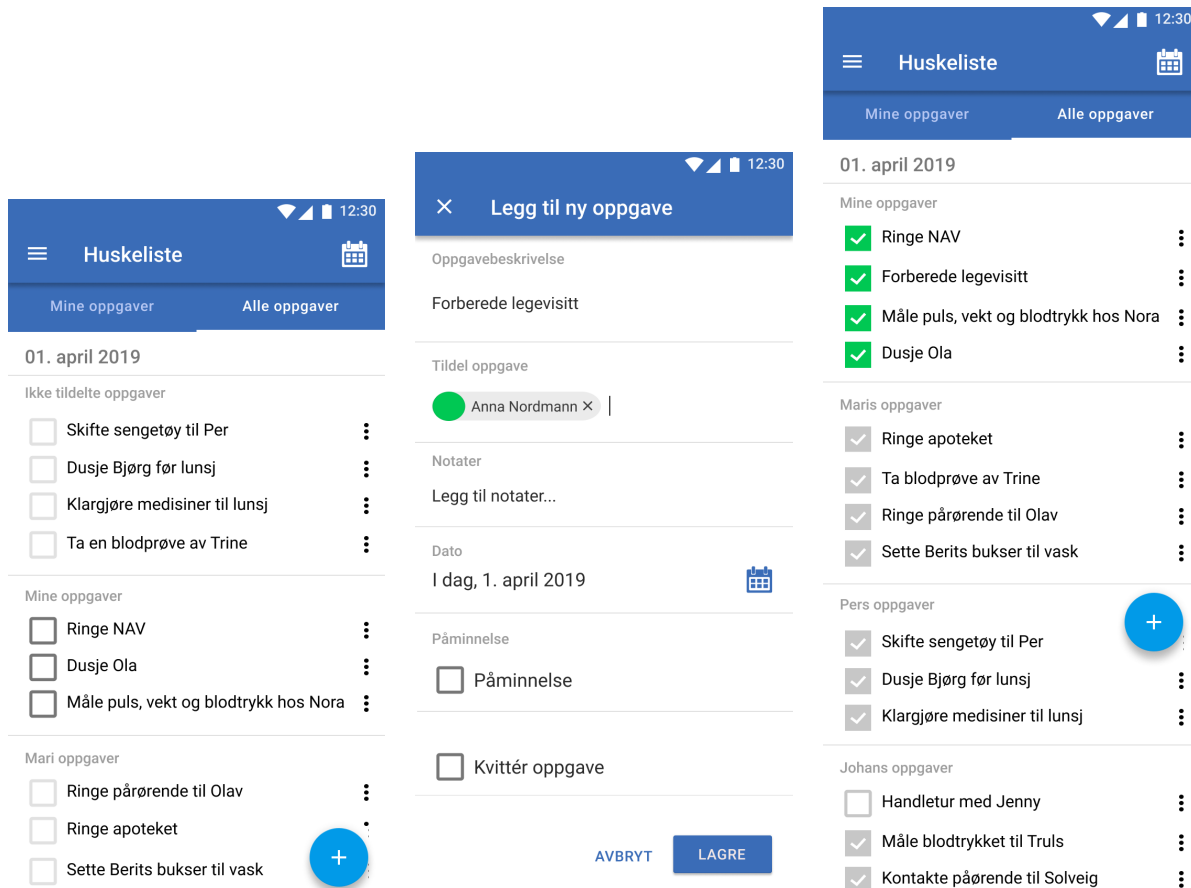 12:30
Huskeliste
Mine oppgaver
Alle oppgaver
01. april 2019
Ikke tildelte oppgaver
Skifte sengetøy til Per
Dusje Bjørg før lunsj
Klargjøre medisiner til lunsj
Ta en blodprøve av Trine
Mine oppgaver
Ringe NAV
Dusje Ola
Måle puls, vekt og blodtrykk hos Nora
Mari oppgaver
Ringe pårørende til Olav
Ringe apoteket
Sette Berits bukser til vask
12:30
Legg til ny oppgave
Oppgavebeskrivelse
Forberede legevisitt
Tildel oppgave
Anna Nordmann
Notater
Legg til notater...
Dato
I dag, 1. april 2019
Påminnelse
Påminnelse
Kvittér oppgave
AVBRYT
LAGRE
12:30
Huskeliste
Mine oppgaver
Alle oppgaver
01. april 2019
Mine oppgaver
Ringe NAV
Forberede legevisitt
Måle puls, vekt og blodtrykk hos Nora
Dusje Ola
Maris oppgaver
Ringe apoteket
Ta blodprøve av Trine
Ringe pårørende til Olav
Sette Berits bukser til vask
Pers oppgaver
Skifte sengetøy til Per
Dusje Bjørg før lunsj
Klargjøre medisiner til lunsj
Johans oppgaver
Handletur med Jenny
Måle blodtrykket til Truls
Kontakte påørende til Solveig